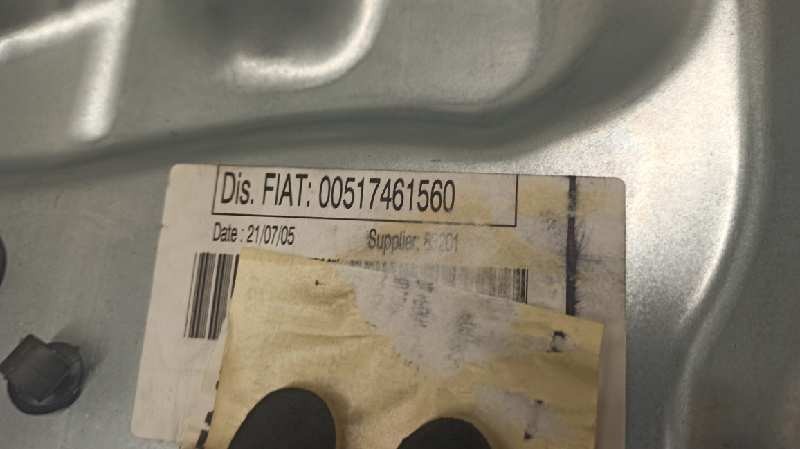 Dis. FIAT: 00517461560
Date : 21/07/05 Supplier: